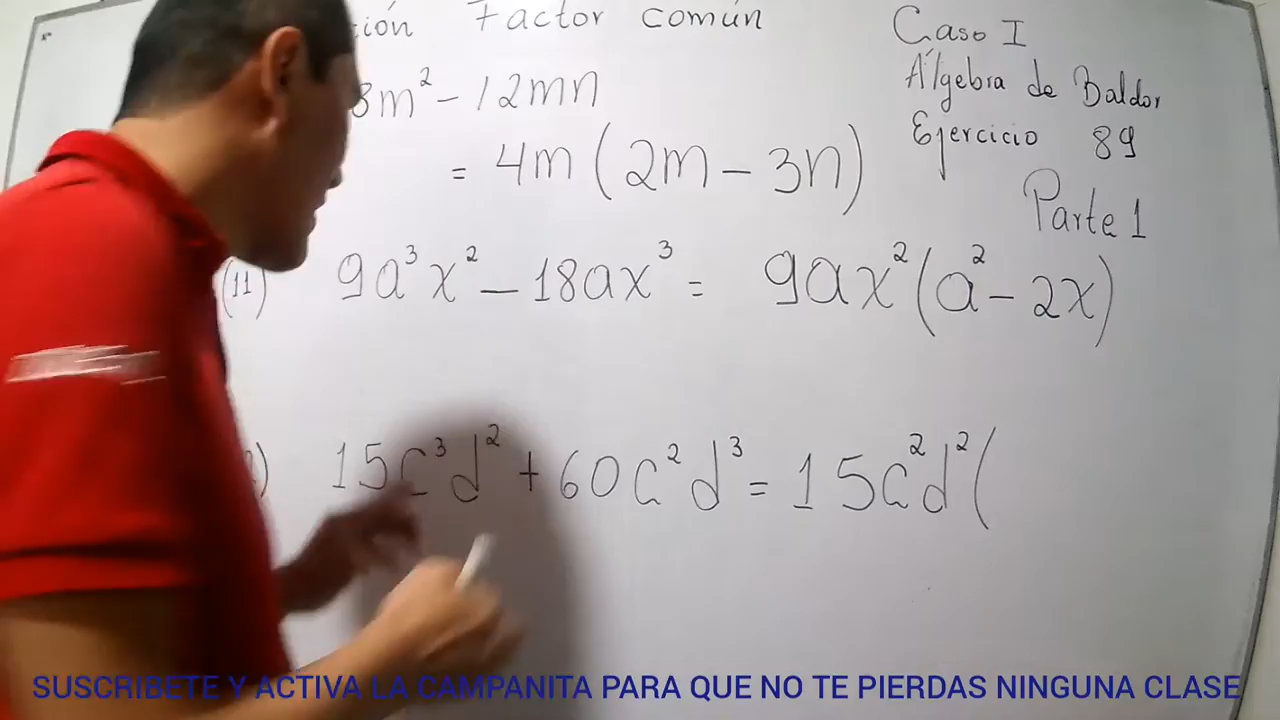 Factor común
Caso I
Álgebra de Baldor
Ejercicio 89
Parte 1
8m² - 12mn
= 4m (2m - 3n)
(11) 9a³x² - 18ax³ = 9ax² (a² - 2x)
15c³d² + 60c²d³ = 15c²d² (
SUSCRIBETE Y ACTIVA LA CAMPANITA PARA QUE NO TE PIERDAS NINGUNA CLASE